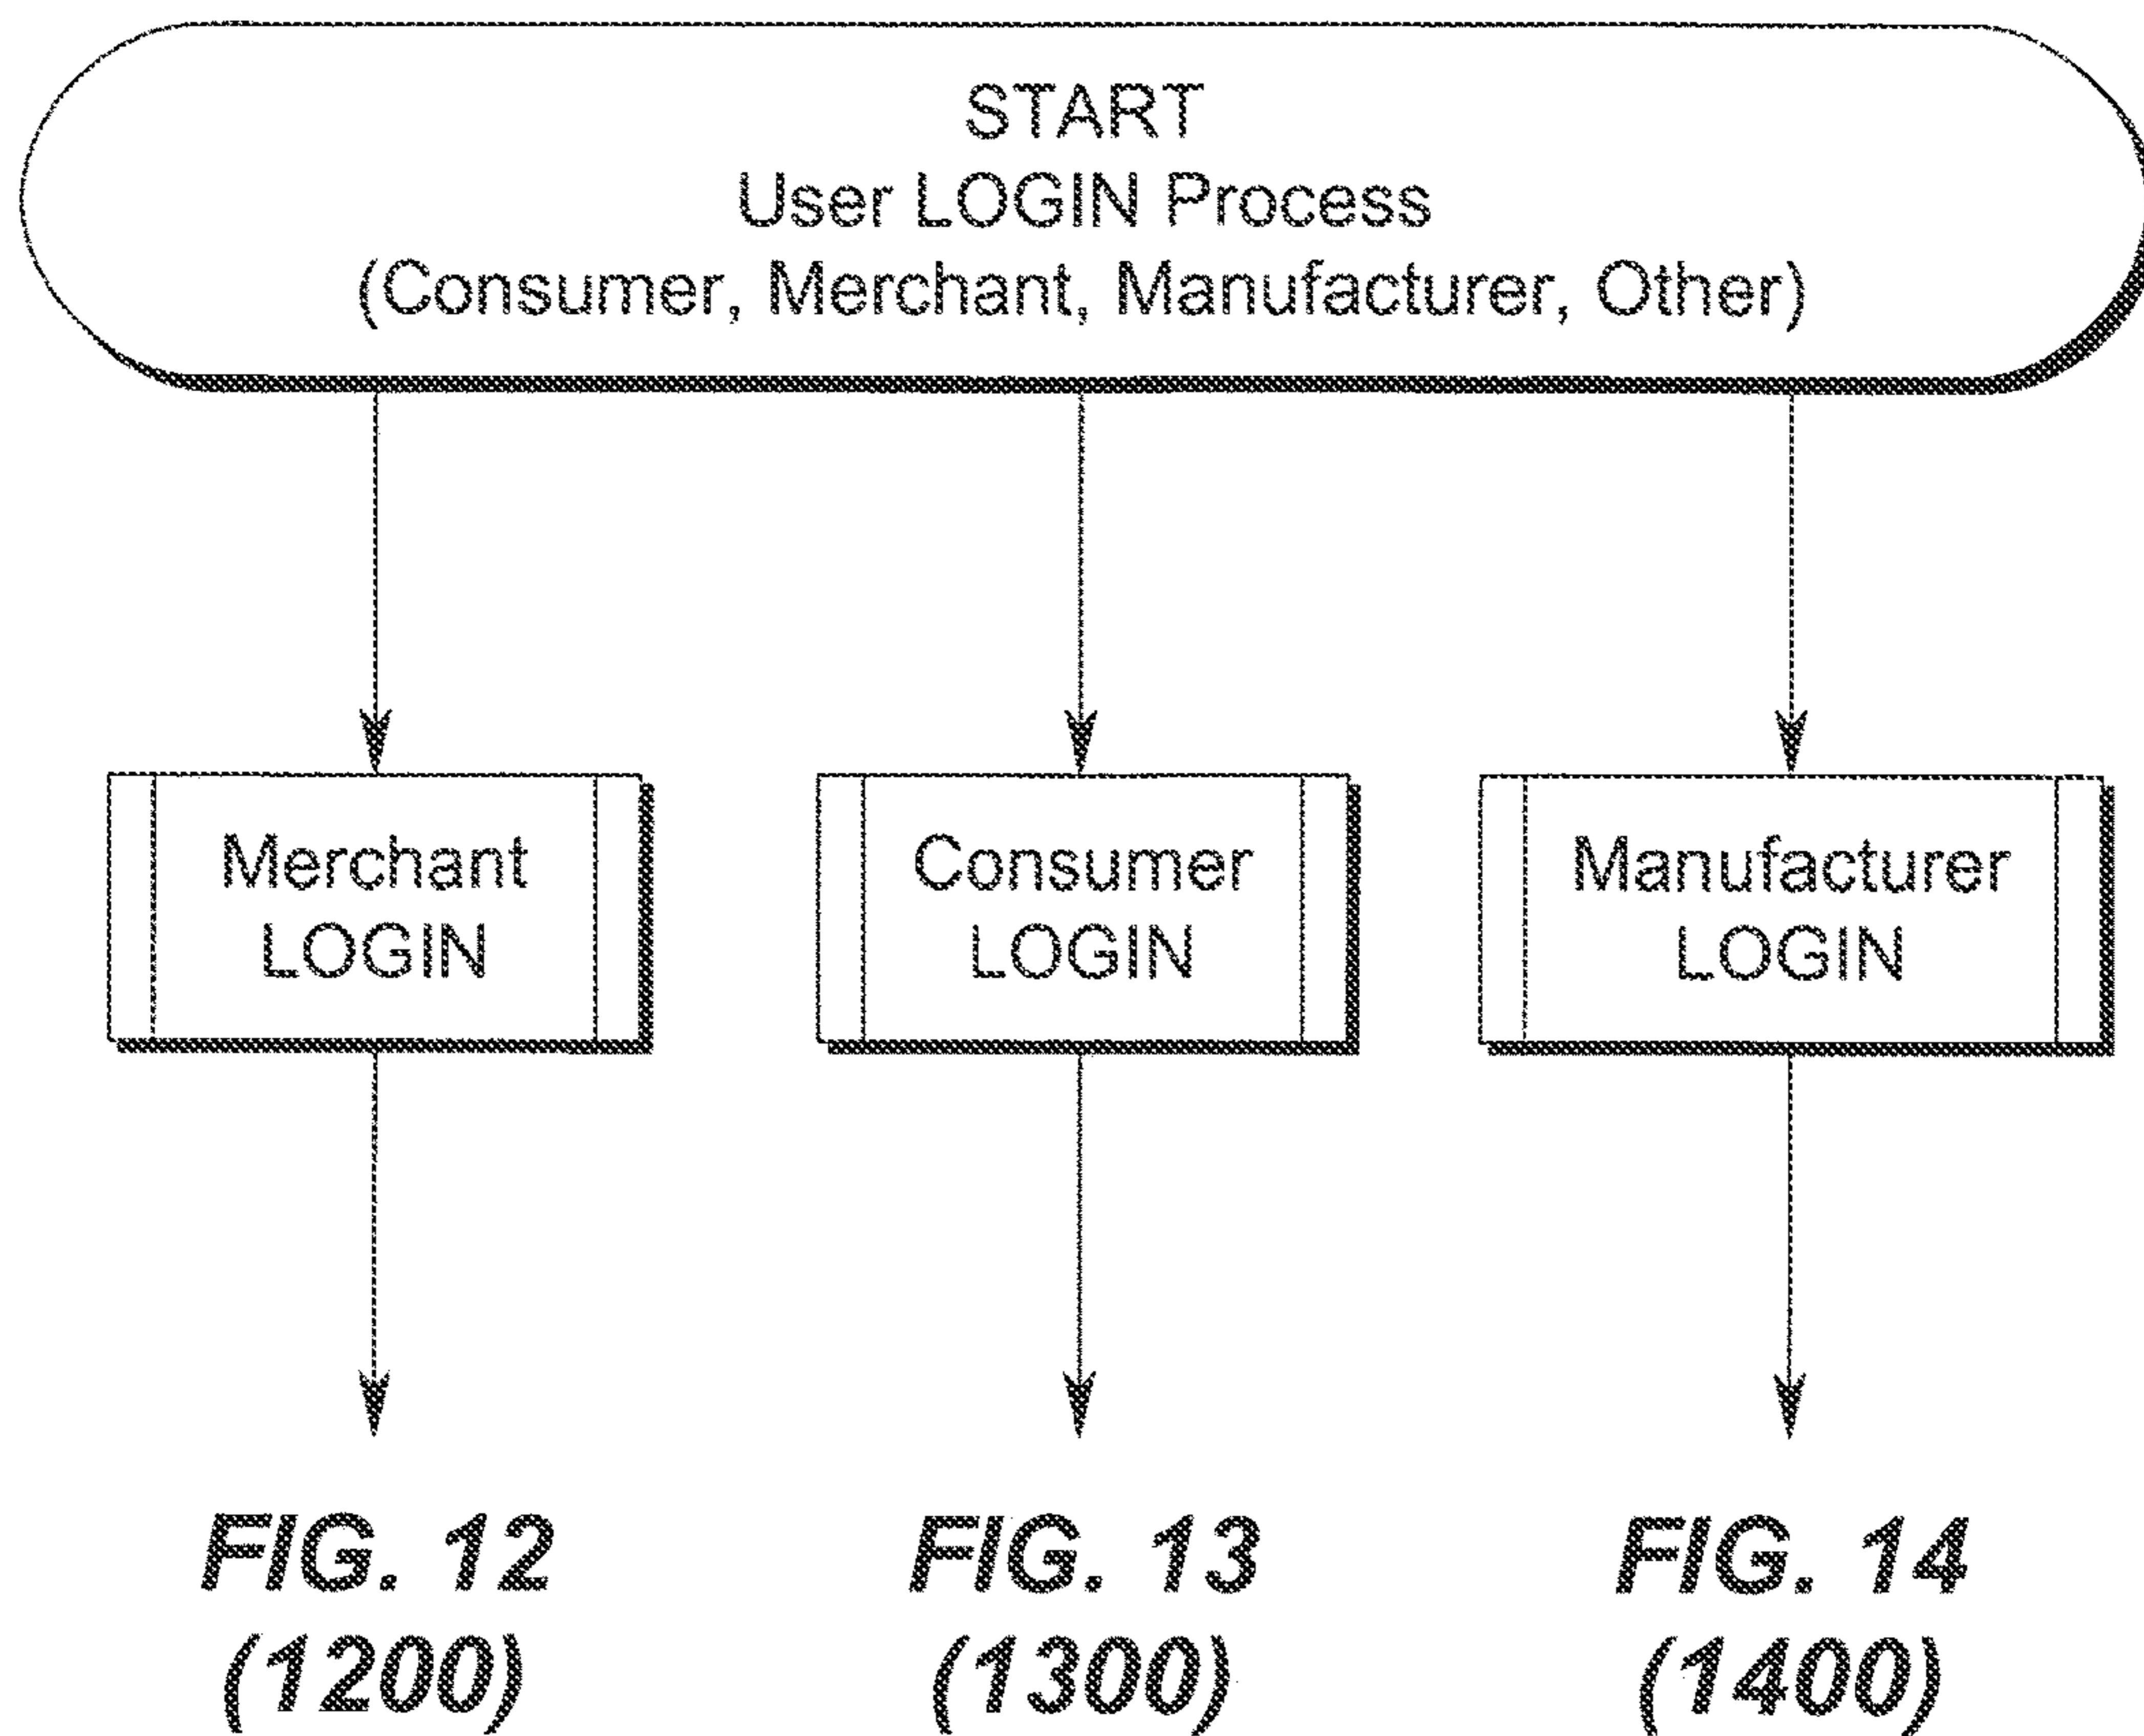 START
User LOGIN Process
(Consumer, Merchant, Manufacturer, Other)
Merchant
LOGIN
Consumer
LOGIN
Manufacturer
LOGIN
FIG. 12
(1200)
FIG. 13
(1300)
FIG. 14
(1400)